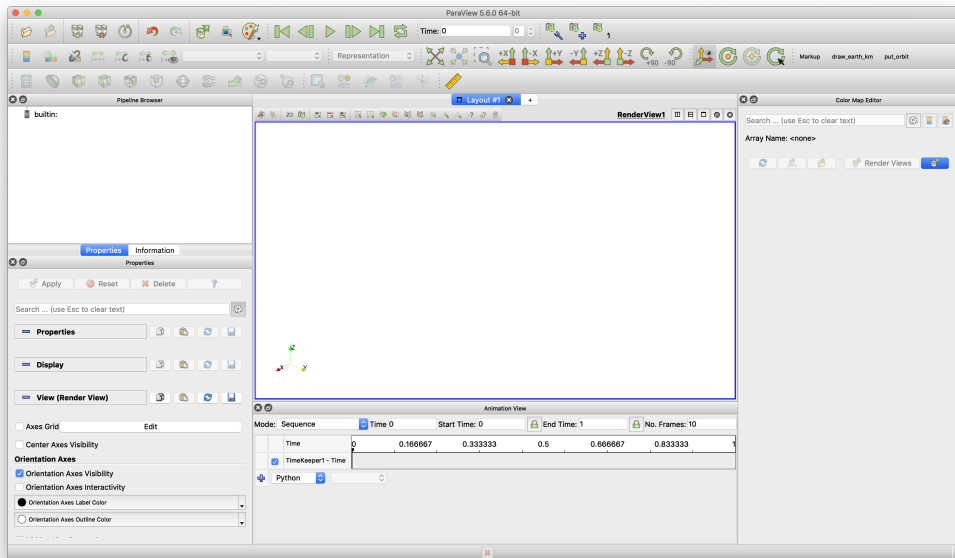 ParaView 5.6.0 64-bit
Time: 0 0 1
Representation +X -X +Y -Y +Z -Z +90 -90 Markup draw_earth_km put_orbit
Pipeline Browser
builtin:
Properties Information
Properties
Apply Reset Delete ?
Search ... (use Esc to clear text)
Properties
Display
View (Render View)
Axes Grid Edit
Center Axes Visibility
Orientation Axes
Orientation Axes Visibility
Orientation Axes Interactivity
Orientation Axes Label Color
Orientation Axes Outline Color
Layout #1 +
RenderView1
Z
X Y
Animation View
Mode: Sequence Time 0 Start Time: 0 End Time: 1 No. Frames: 10
Time 0 0.166667 0.333333 0.5 0.666667 0.833333 1
TimeKeeper1 - Time
Python
Color Map Editor
Search ... (use Esc to clear text)
Array Name: <none>
Render Views